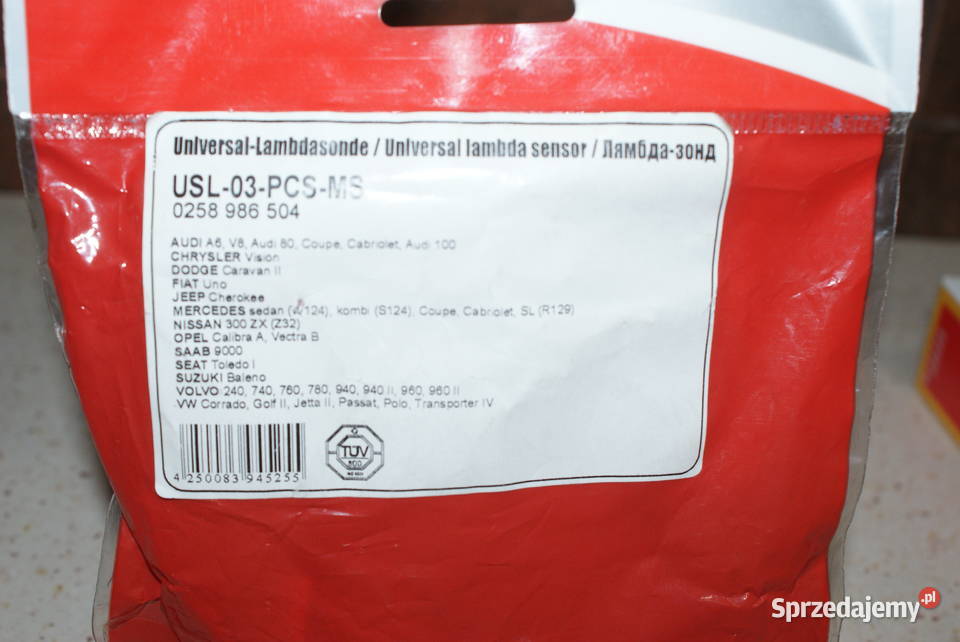 Universal-Lambdasonde / Universal lambda sensor / Лямбда-зонд
USL-03-PCS-MS
0258 986 504
AUDI A6, V8, Audi 80, Coupe, Cabriolet, Audi 100
CHRYSLER Vision
DODGE Caravan II
FIAT Uno
JEEP Cherokee
MERCEDES sedan (W124), kombi (S124), Coupe, Cabriolet, SL (R129)
NISSAN 300 ZX (Z32)
OPEL Calibra A, Vectra B
SAAB 9000
SEAT Toledo I
SUZUKI Baleno
VOLVO 240, 740, 760, 780, 940, 940 II, 960, 960 II
VW Corrado, Golf II, Jetta II, Passat, Polo, Transporter IV
4 250083 945255
TÜV
Sprzedajemy.pl